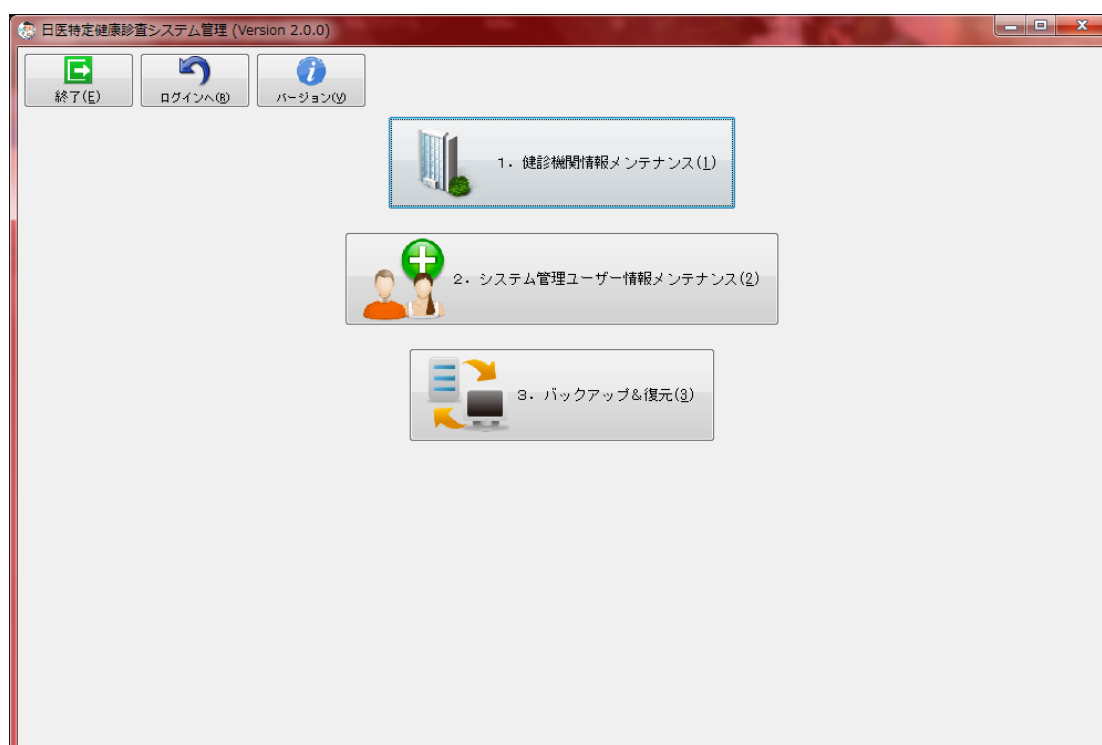 日医特定健康診査システム管理 (Version 2.0.0)
終了(E)
ログインへ(R)
バージョン(V)
1．健診機関情報メンテナンス(1)
2．システム管理ユーザー情報メンテナンス(2)
3．バックアップ&復元(3)